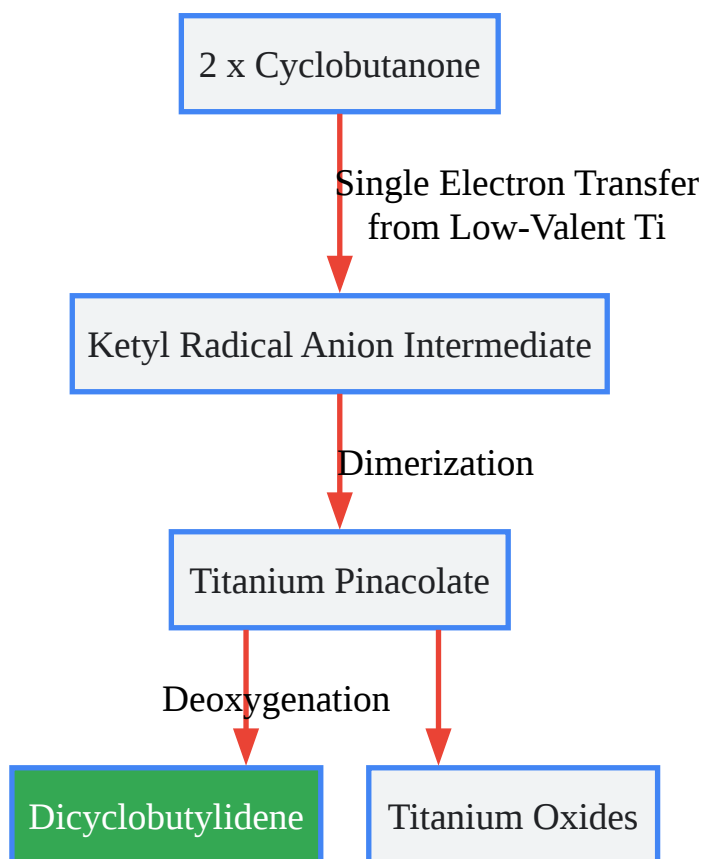 2 x Cyclobutanone
Single Electron Transfer
from Low-Valent Ti
Ketyl Radical Anion Intermediate
Dimerization
Titanium Pinacolate
Deoxygenation
Dicyclobutylidene
Titanium Oxides